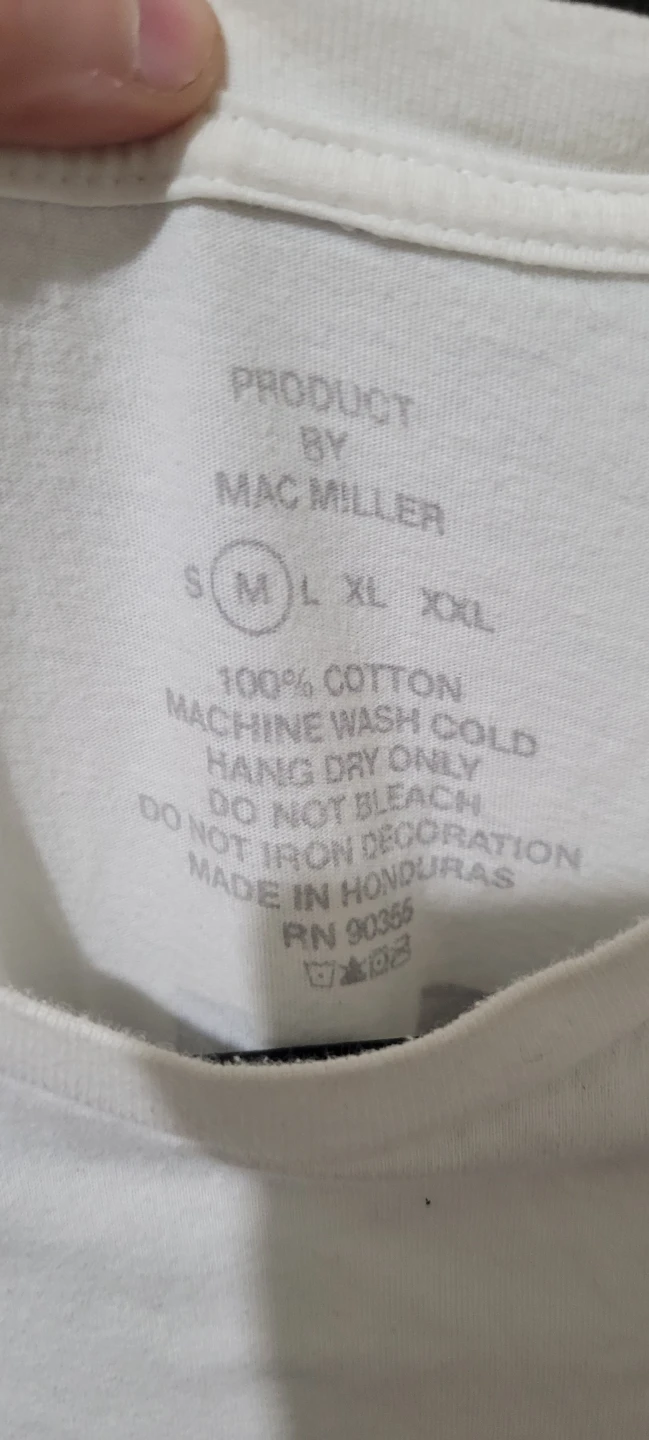 PRODUCT
BY
MAC MILLER
S M L XL XXL
100% COTTON
MACHINE WASH COLD
HANG DRY ONLY
DO NOT BLEACH
DO NOT IRON DECORATION
MADE IN HONDURAS
RN 90355